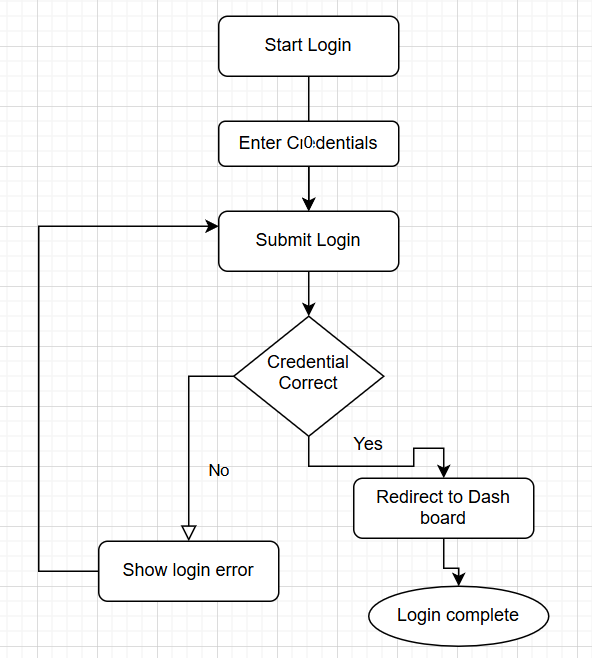 Start Login
Enter
Submit Login
Credential
Correct
Yes
No
Redirect to Dash
board
Show login error
Login complete